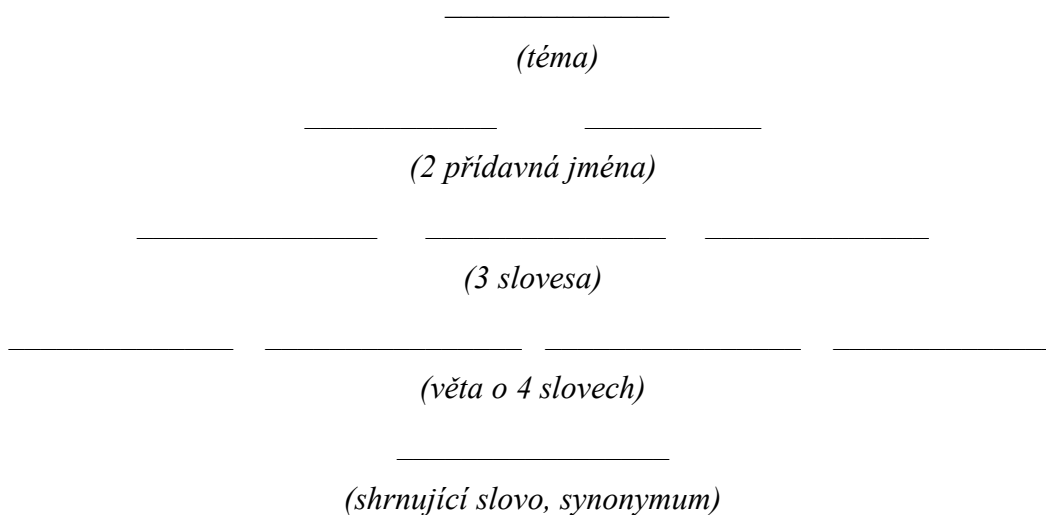 (téma)
(2 přídavná jména)
(3 slovesa)
(věta o 4 slovech)
(shrnující slovo, synonymum)